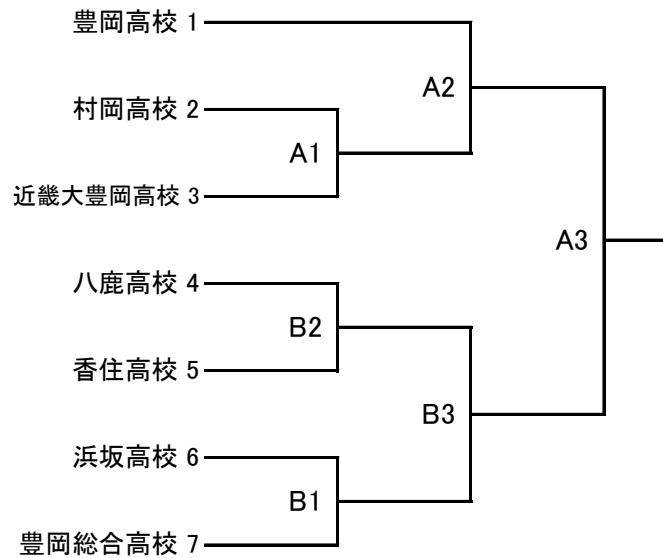 豊岡高校 1
A2
村岡高校 2
A1
近畿大豊岡高校 3
A3
八鹿高校 4
B2
香住高校 5
B3
浜坂高校 6
B1
豊岡総合高校 7